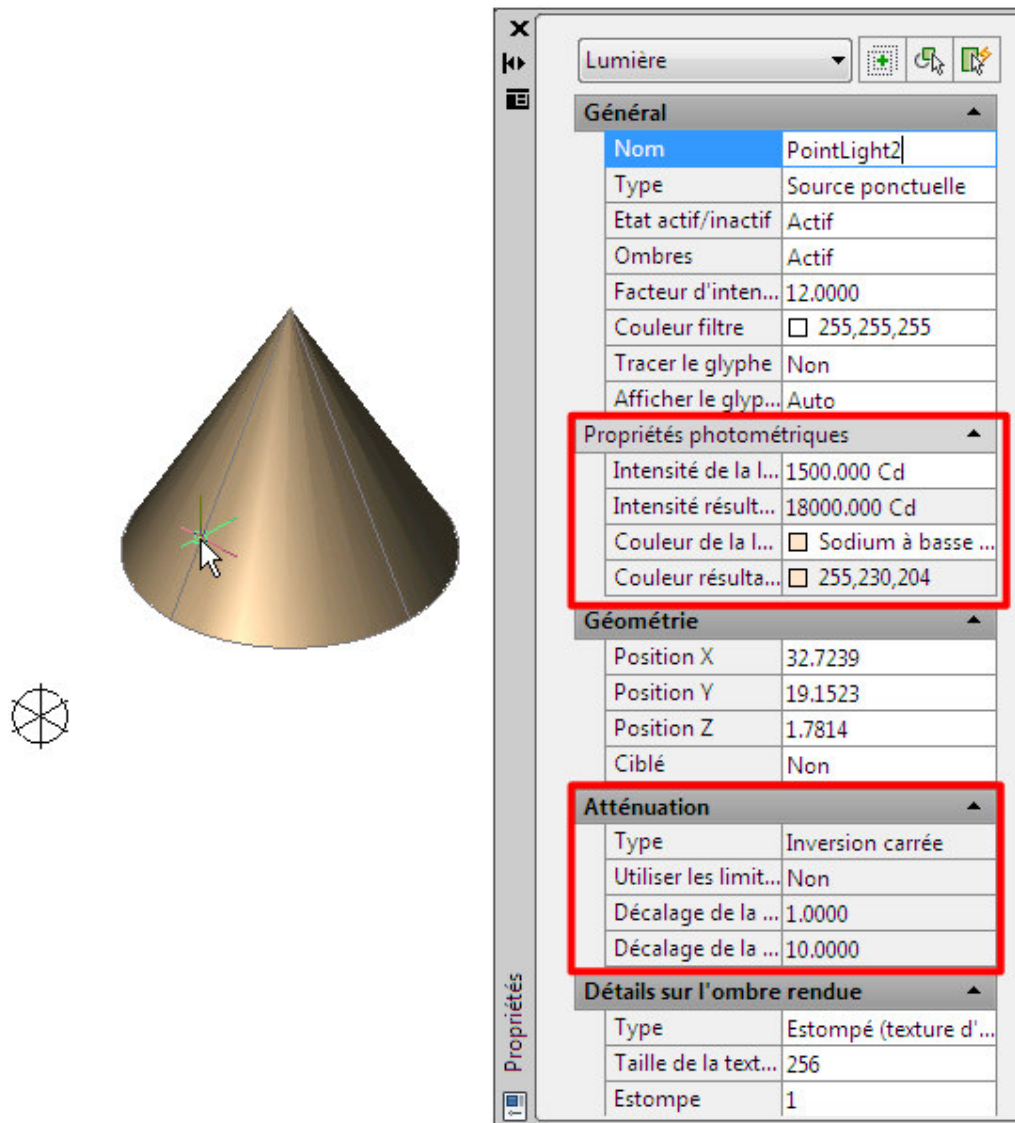 Lumière
Général
Nom PointLight2
Type Source ponctuelle
Etat actif/inactif Actif
Ombres Actif
Facteur d'inten... 12.0000
Couleur filtre 255,255,255
Tracer le glyphe Non
Afficher le glyp... Auto
Propriétés photométriques
Intensité de la l... 1500.000 Cd
Intensité résult... 18000.000 Cd
Couleur de la l... Sodium à basse ...
Couleur résulta... 255,230,204
Géométrie
Position X 32.7239
Position Y 19.1523
Position Z 1.7814
Ciblé Non
Atténuation
Type Inversion carrée
Utiliser les limit... Non
Décalage de la ... 1.0000
Décalage de la ... 10.0000
Détails sur l'ombre rendue
Type Estompé (texture d'...
Taille de la text... 256
Estompe 1
Propriétés